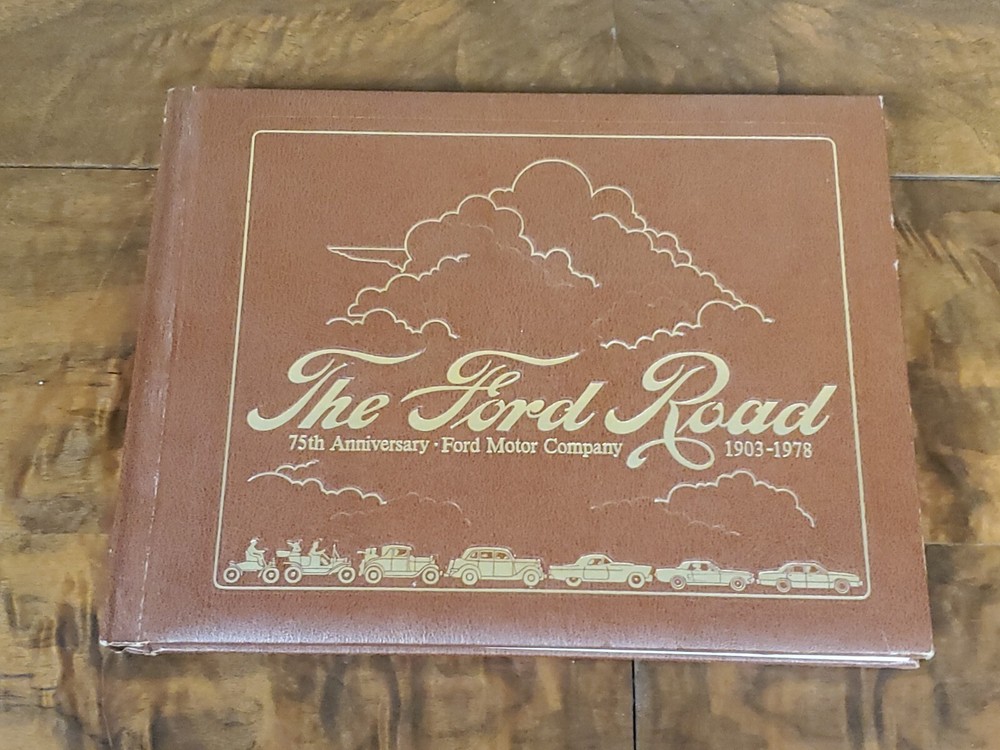 The Ford Road
75th Anniversary · Ford Motor Company 1903-1978